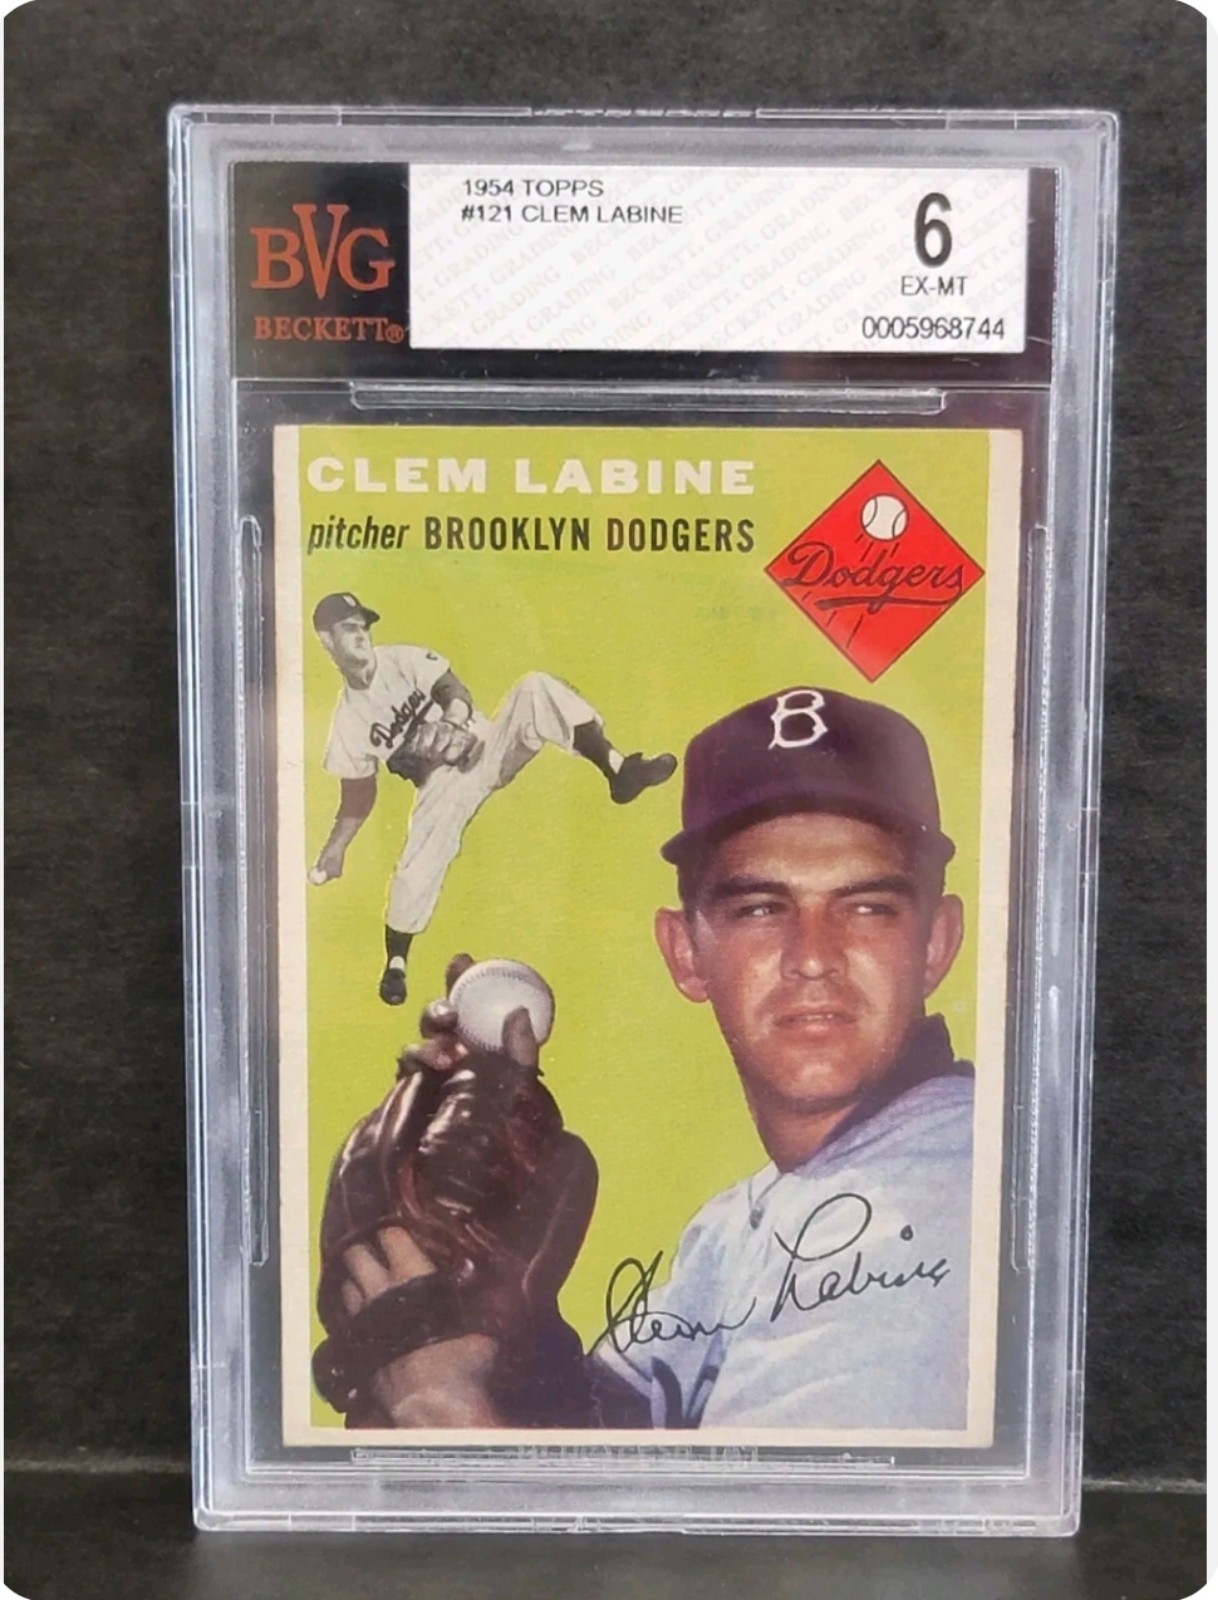 BVG
BECKETT®
1954 TOPPS
#121 CLEM LABINE
6
EX-MT
0005968744
CLEM LABINE
pitcher BROOKLYN DODGERS
Dodgers
B
Dodgers
Clem Labine